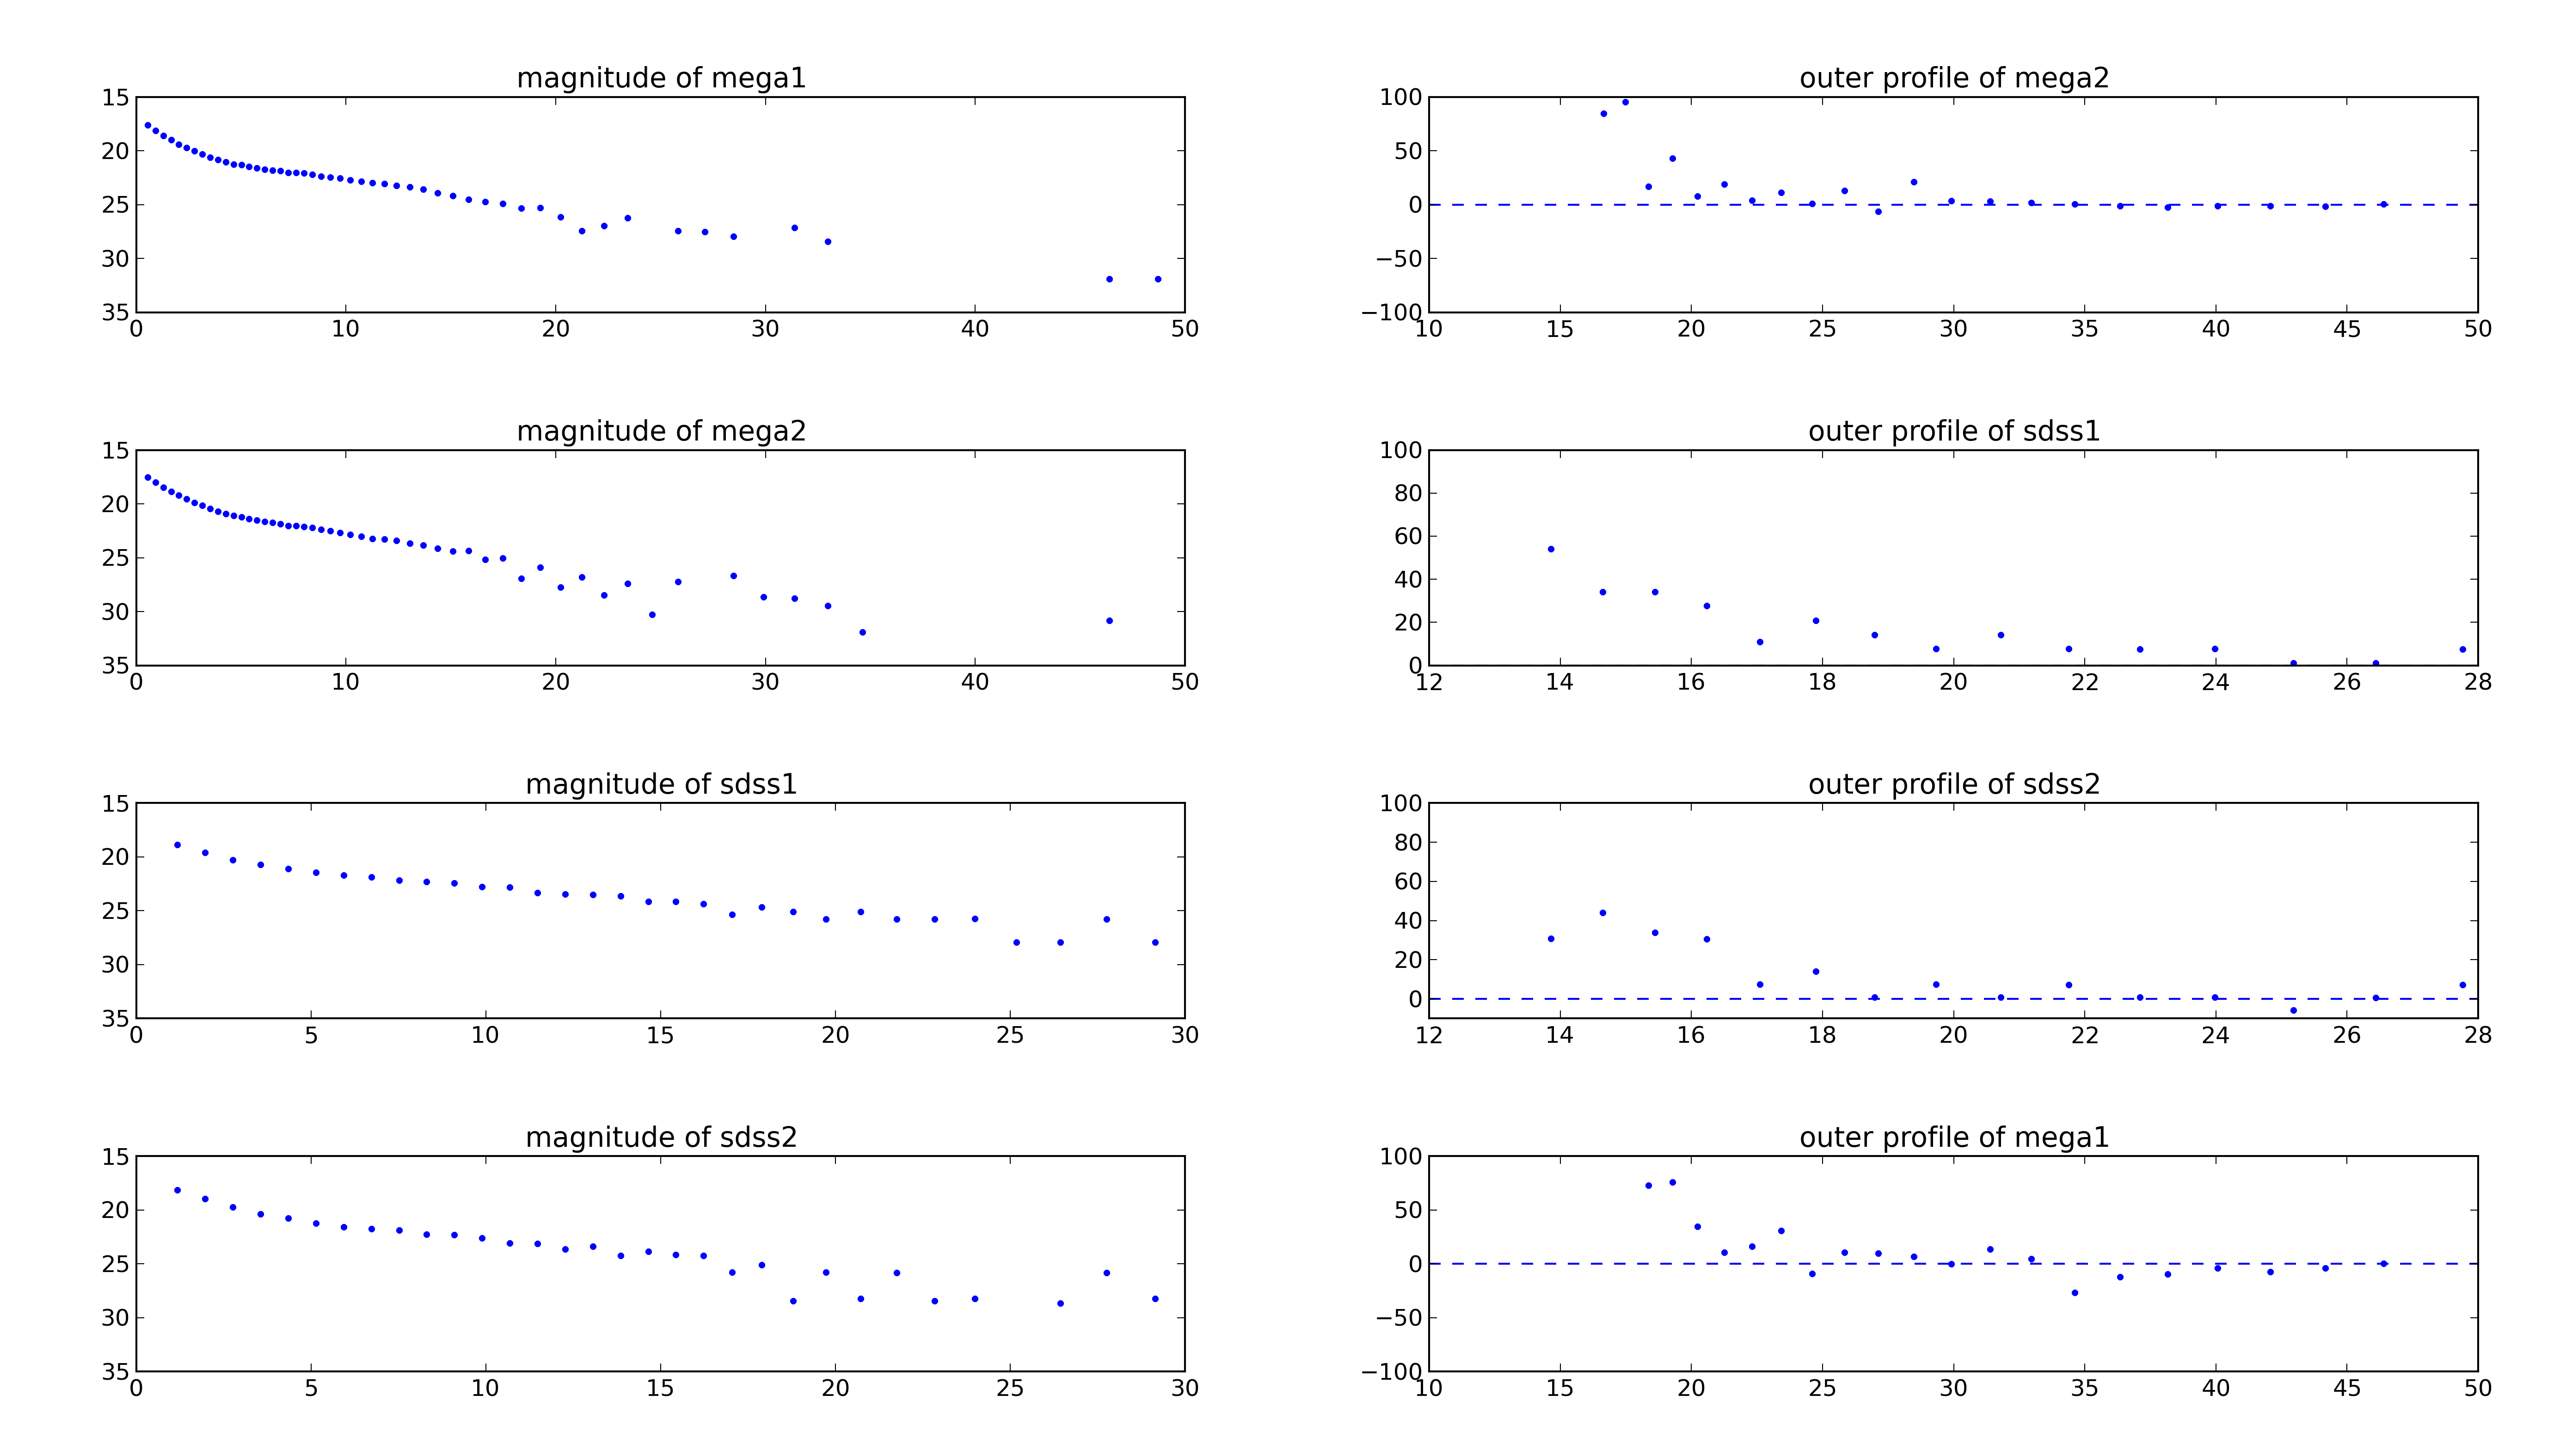 magnitude of mega1
15
20
25
30
35
0 10 20 30 40 50
outer profile of mega2
100
50
0
−50
−100
10 15 20 25 30 35 40 45 50
magnitude of mega2
15
20
25
30
35
0 10 20 30 40 50
outer profile of sdss1
100
80
60
40
20
0
12 14 16 18 20 22 24 26 28
magnitude of sdss1
15
20
25
30
35
0 5 10 15 20 25 30
outer profile of sdss2
100
80
60
40
20
0
12 14 16 18 20 22 24 26 28
magnitude of sdss2
15
20
25
30
35
0 5 10 15 20 25 30
outer profile of mega1
100
50
0
−50
−100
10 15 20 25 30 35 40 45 50